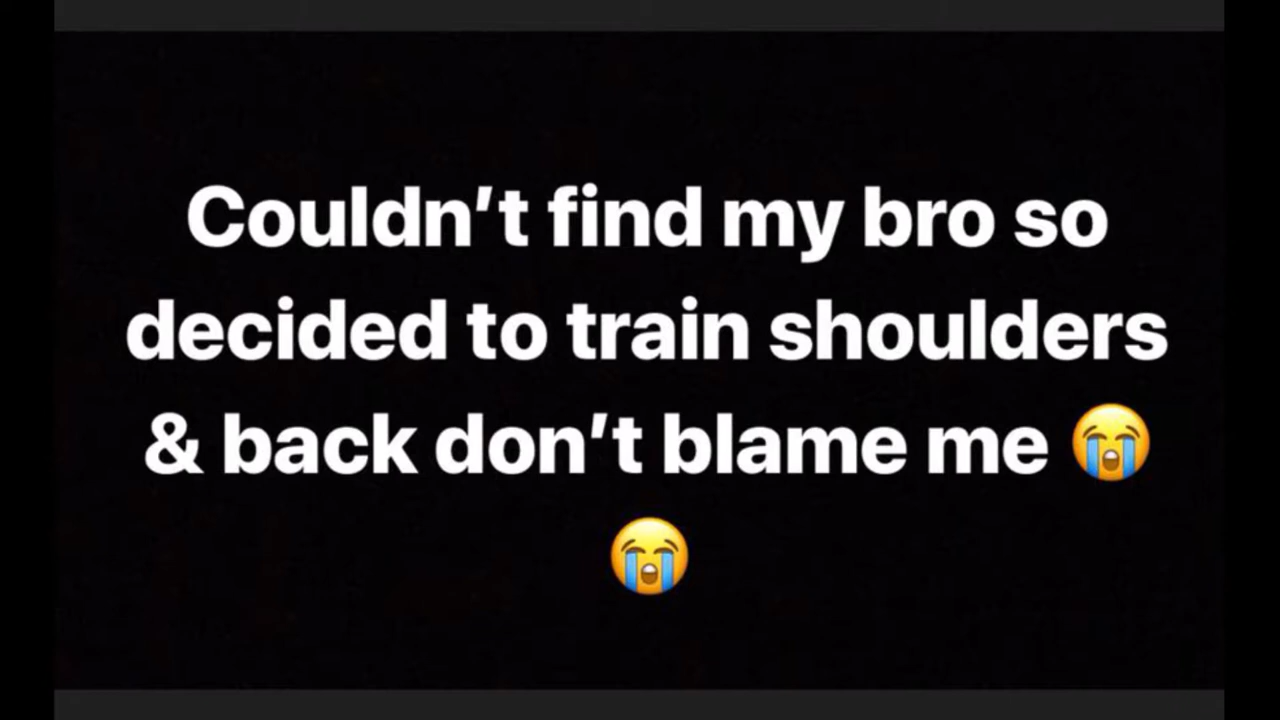 Couldn’t find my bro so
decided to train shoulders
& back don’t blame me 😭
😭